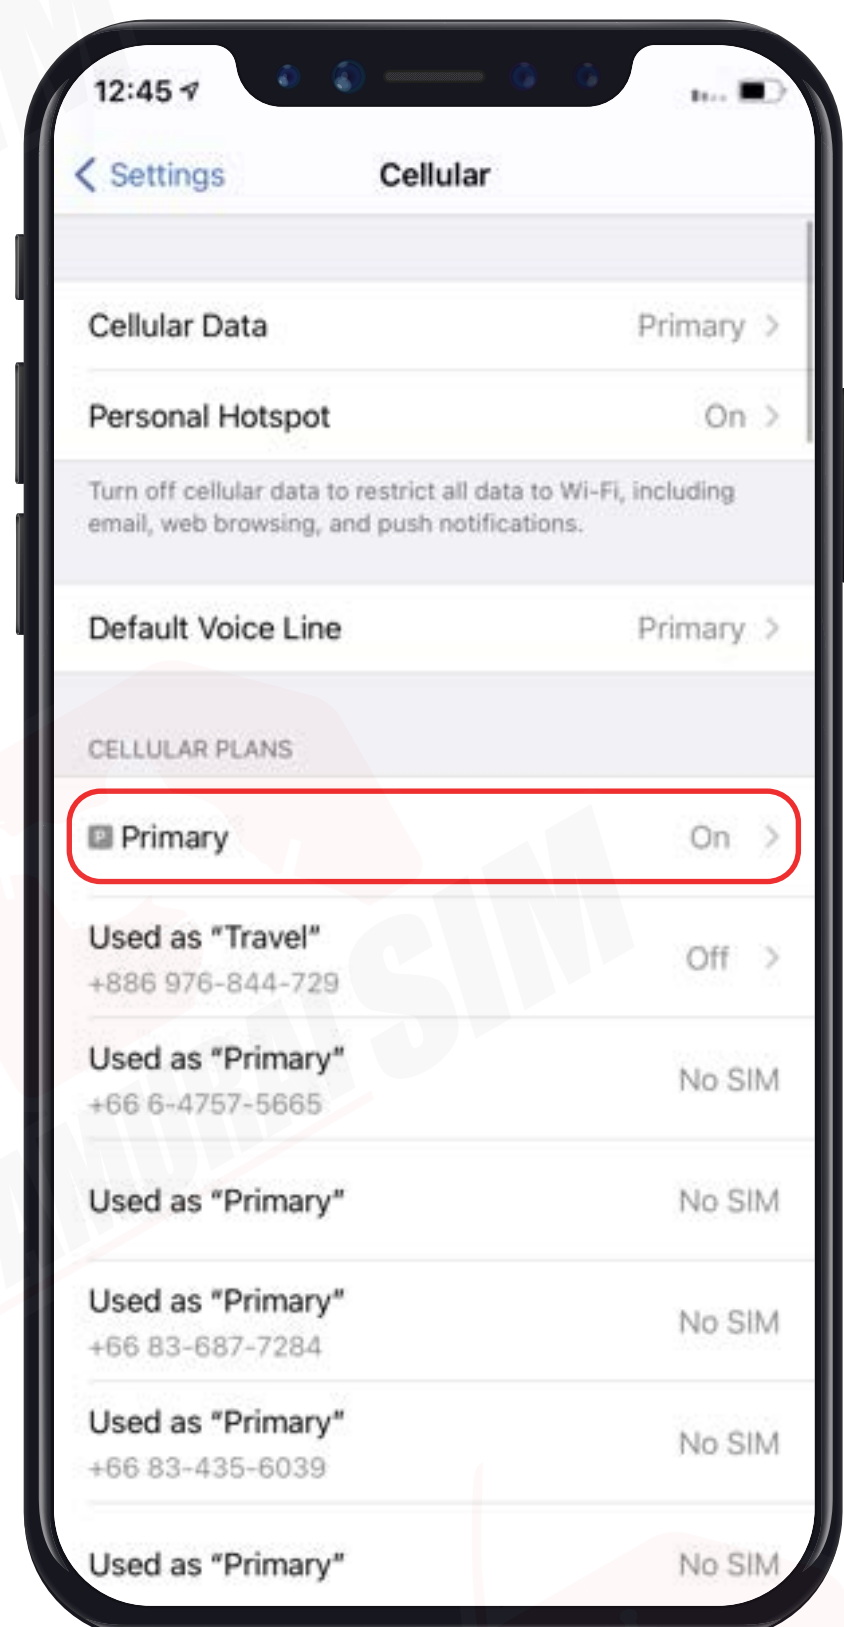 12:45
Settings
Cellular
Cellular Data
Primary
Personal Hotspot
On
Turn off cellular data to restrict all data to Wi-Fi, including
email, web browsing, and push notifications.
Default Voice Line
Primary
CELLULAR PLANS
P Primary
On
Used as “Travel”
+886 976-844-729
Off
Used as “Primary”
+66 6-4757-5665
No SIM
Used as “Primary”
No SIM
Used as “Primary”
+66 83-687-7284
No SIM
Used as “Primary”
+66 83-435-6039
No SIM
Used as “Primary”
No SIM
AMURAI SIM